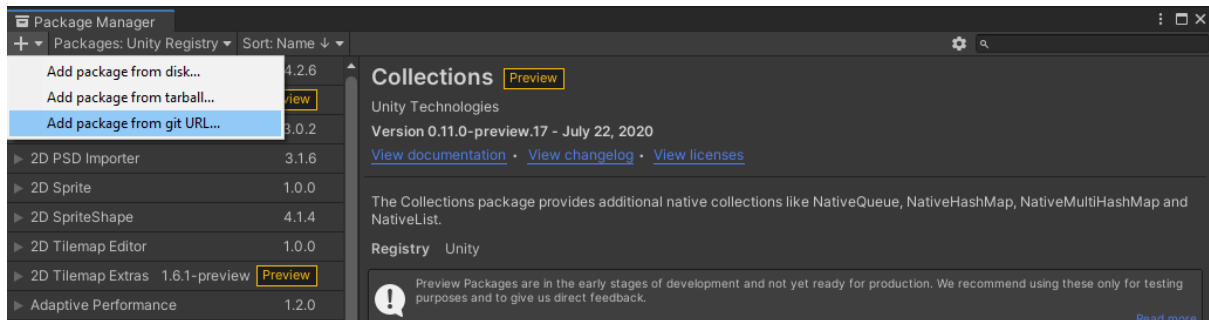 Package Manager
Packages: Unity Registry Sort: Name ↓
Add package from disk...
Add package from tarball...
Add package from git URL...
4.2.6
view
3.0.2
2D PSD Importer 3.1.6
2D Sprite 1.0.0
2D SpriteShape 4.1.4
2D Tilemap Editor 1.0.0
2D Tilemap Extras 1.6.1-preview Preview
Adaptive Performance 1.2.0
Collections Preview
Unity Technologies
Version 0.11.0-preview.17 - July 22, 2020
View documentation • View changelog • View licenses
The Collections package provides additional native collections like NativeQueue, NativeHashMap, NativeMultiHashMap and
NativeList.
Registry Unity
Preview Packages are in the early stages of development and not yet ready for production. We recommend using these only for testing
purposes and to give us direct feedback.
Read more